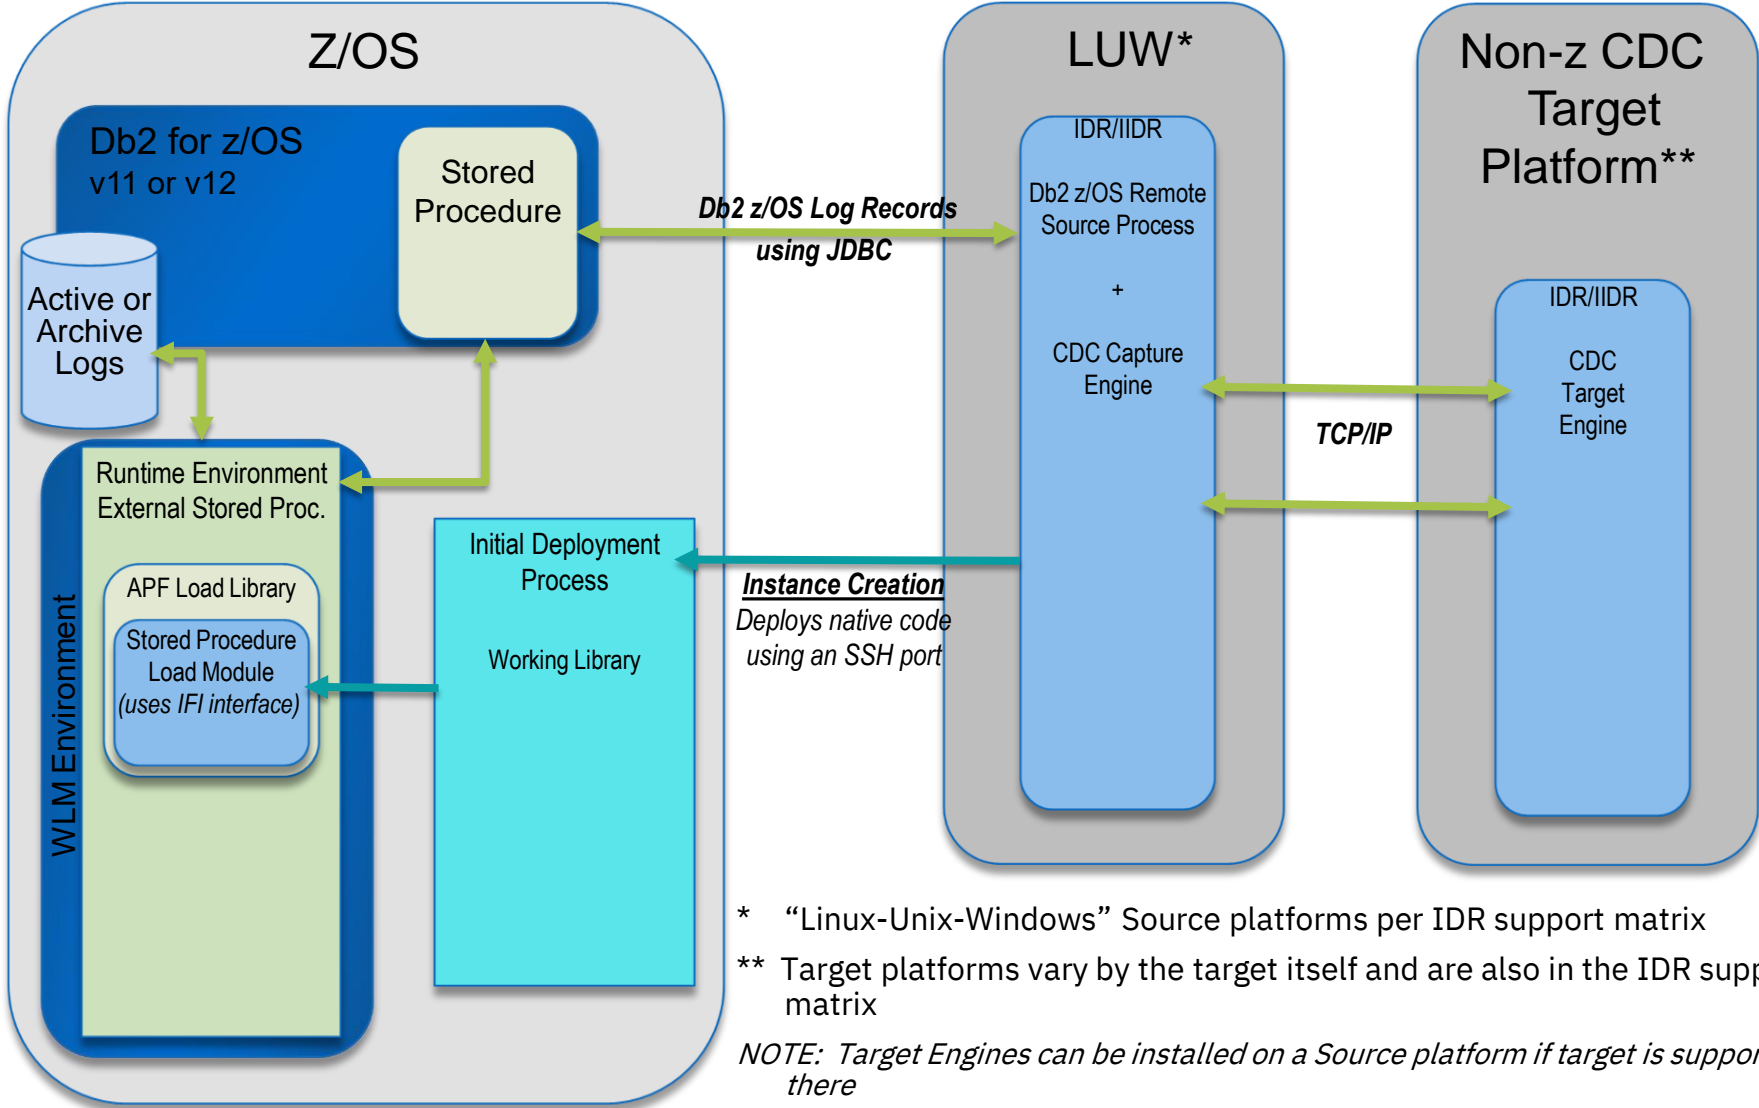 Z/OS
Db2 for z/OS
v11 or v12
Stored
Procedure
Active or
Archive
Logs
WLM Environment
Runtime Environment
External Stored Proc.
APF Load Library
Stored Procedure
Load Module
(uses IFI interface)
Initial Deployment
Process
Working Library
Db2 z/OS Log Records
using JDBC
Instance Creation
Deploys native code
using an SSH port
LUW*
IDR/IIDR
Db2 z/OS Remote
Source Process
+
CDC Capture
Engine
TCP/IP
Non-z CDC
Target
Platform**
IDR/IIDR
CDC
Target
Engine
* “Linux-Unix-Windows” Source platforms per IDR support matrix
** Target platforms vary by the target itself and are also in the IDR
matrix
NOTE: Target Engines can be installed on a Source platform if target is
there